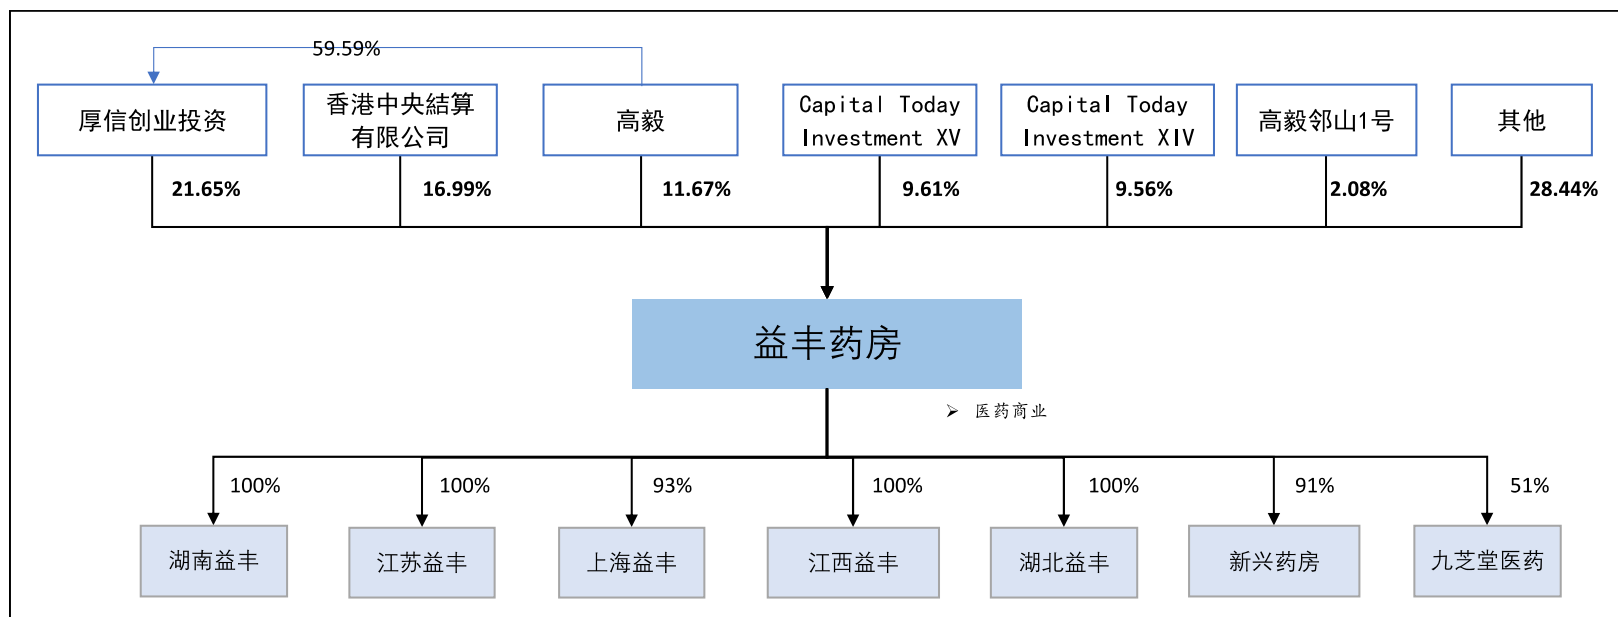 59.59%
厚信创业投资
香港中央結算
有限公司
高毅
Capital Today
Investment XV
Capital Today
Investment XIV
高毅邻山1号
其他
21.65%
16.99%
11.67%
9.61%
9.56%
2.08%
28.44%
益丰药房
➢ 医药商业
100%
100%
93%
100%
100%
91%
51%
湖南益丰
江苏益丰
上海益丰
江西益丰
湖北益丰
新兴药房
九芝堂医药